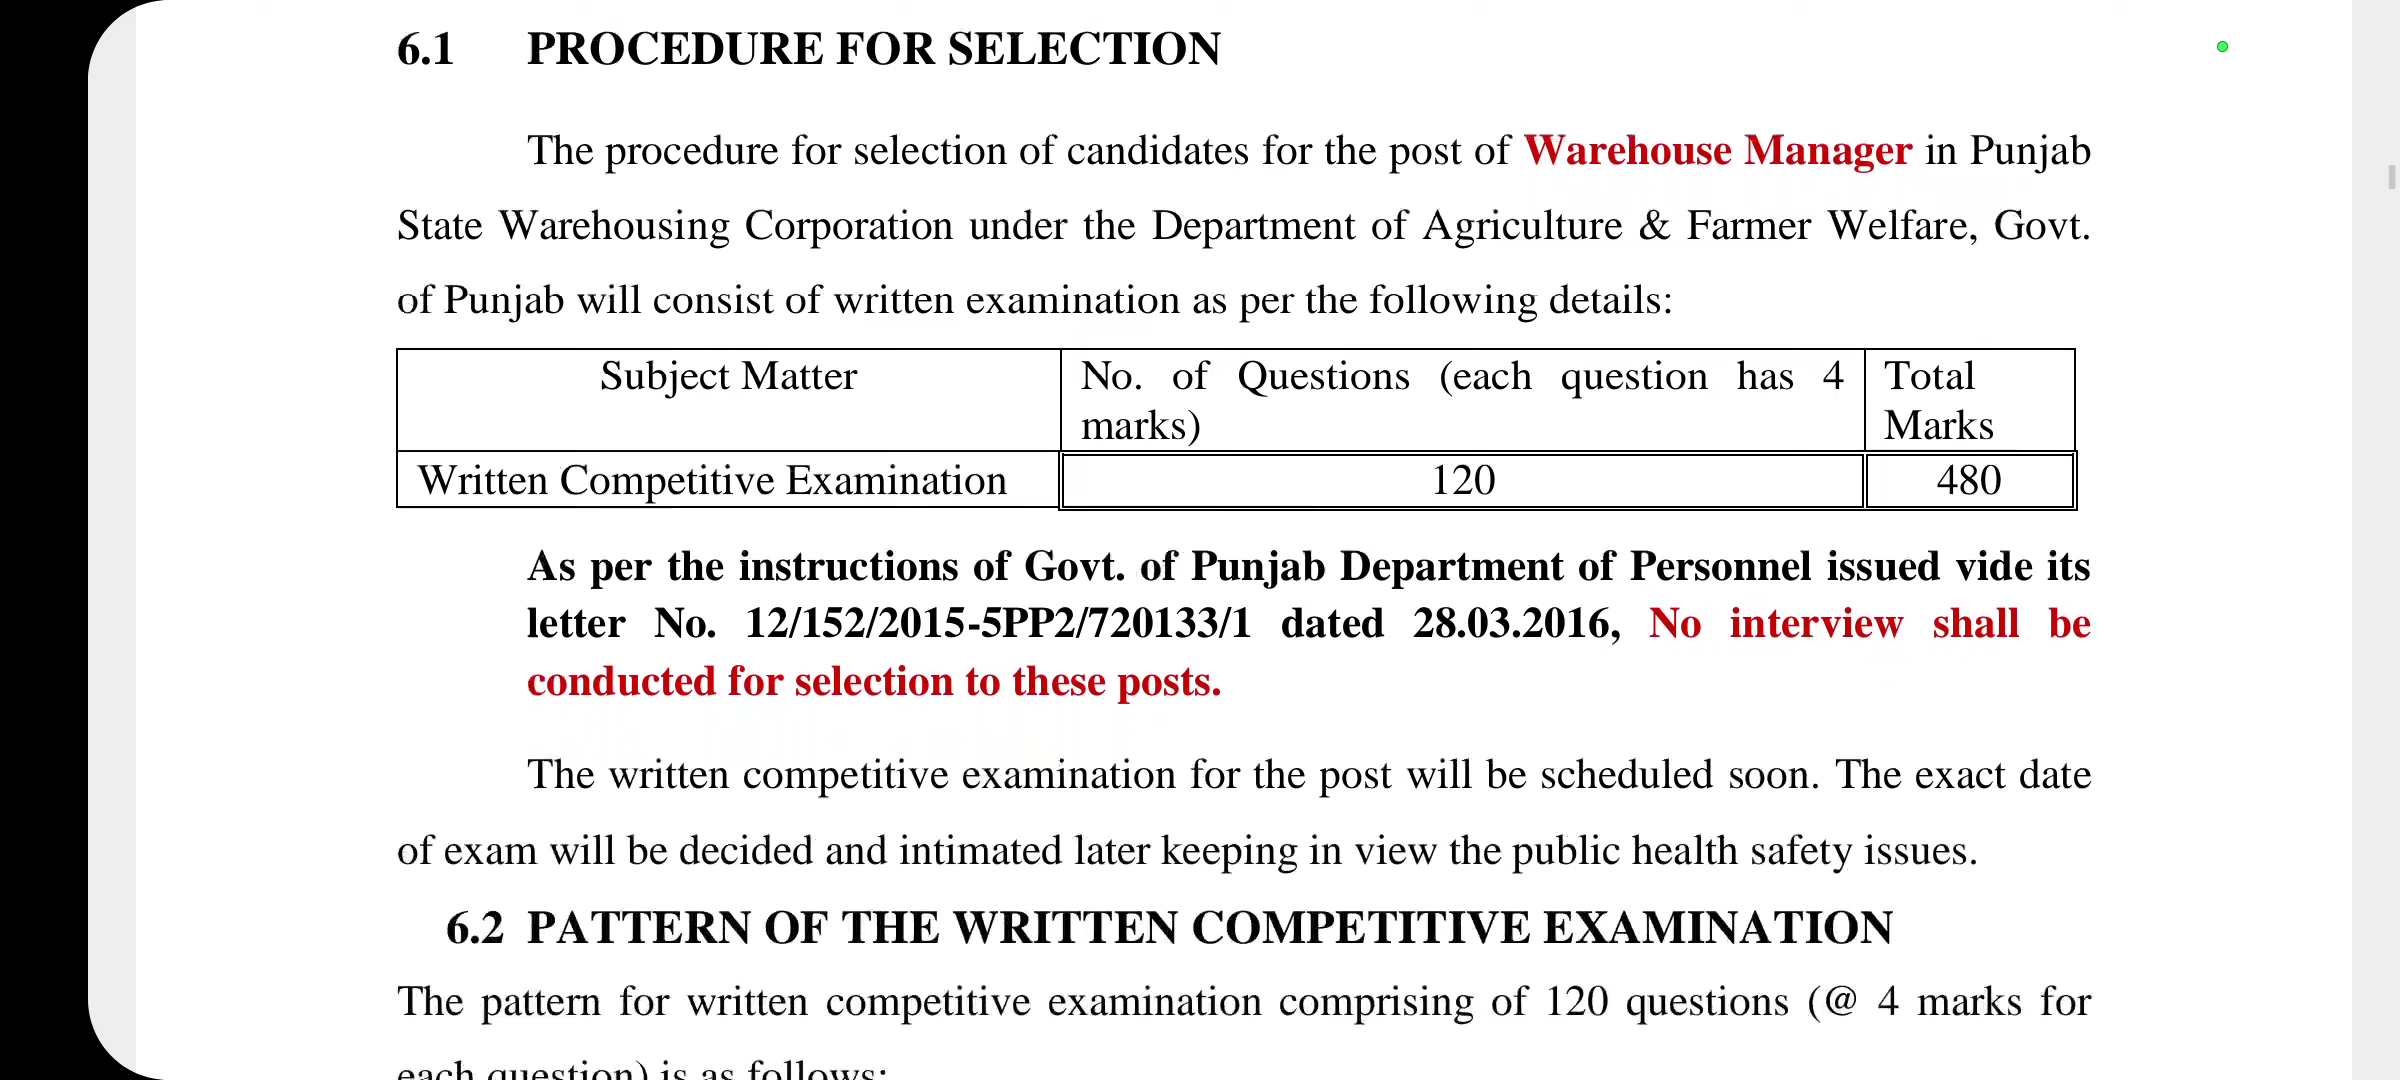 6.1 PROCEDURE FOR SELECTION
The procedure for selection of candidates for the post of Warehouse Manager in Punjab
State Warehousing Corporation under the Department of Agriculture & Farmer Welfare, Govt.
of Punjab will consist of written examination as per the following details:
Subject Matter No. of Questions (each question has 4 marks) Total Marks
Written Competitive Examination 120 480
As per the instructions of Govt. of Punjab Department of Personnel issued vide its
letter No. 12/152/2015-5PP2/720133/1 dated 28.03.2016, No interview shall be
conducted for selection to these posts.
The written competitive examination for the post will be scheduled soon. The exact date
of exam will be decided and intimated later keeping in view the public health safety issues.
6.2 PATTERN OF THE WRITTEN COMPETITIVE EXAMINATION
The pattern for written competitive examination comprising of 120 questions (@ 4 marks for
each question) is as follows: